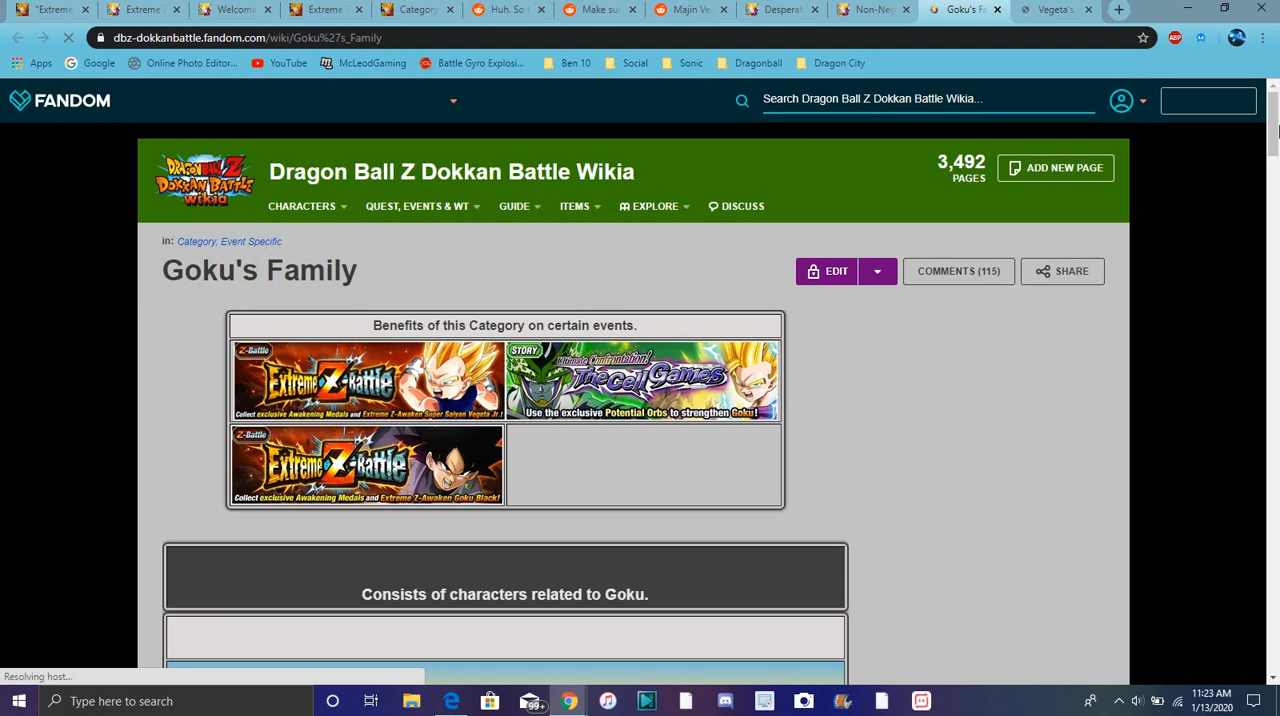 "Extreme Z
Extreme Z
Welcome
Extreme Z
Category
Huh. So
Make sur
Majin Ve
Desperat
Non-Neg
Goku's Fa
Vegeta's
dbz-dokkanbattle.fandom.com/wiki/Goku%27s_Family
ABP
Apps
Google
Online Photo Editor...
YouTube
McLeodGaming
Battle Gyro Explosi...
Ben 10
Social
Sonic
Dragonball
Dragon City
FANDOM
Search Dragon Ball Z Dokkan Battle Wikia...
DRAGONBALL Z
DOKKAN BATTLE
wikia
Dragon Ball Z Dokkan Battle Wikia
3,492
PAGES
ADD NEW PAGE
CHARACTERS
QUEST, EVENTS & WT
GUIDE
ITEMS
EXPLORE
DISCUSS
in: Category, Event Specific
Goku's Family
EDIT
COMMENTS (115)
SHARE
Benefits of this Category on certain events.
Z-Battle
Extreme Z-Battle
Collect exclusive Awakening Medals and Extreme Z-Awaken Super Saiyan Vegeta Jr.!
STORY
Ultimate Confrontation!
The Cell Games
Use the exclusive Potential Orbs to strengthen Goku!
Z-Battle
Extreme Z-Battle
Collect exclusive Awakening Medals and Extreme Z-Awaken Goku Black!
Consists of characters related to Goku.
Resolving host...
Type here to search
99+
11:23 AM
1/13/2020